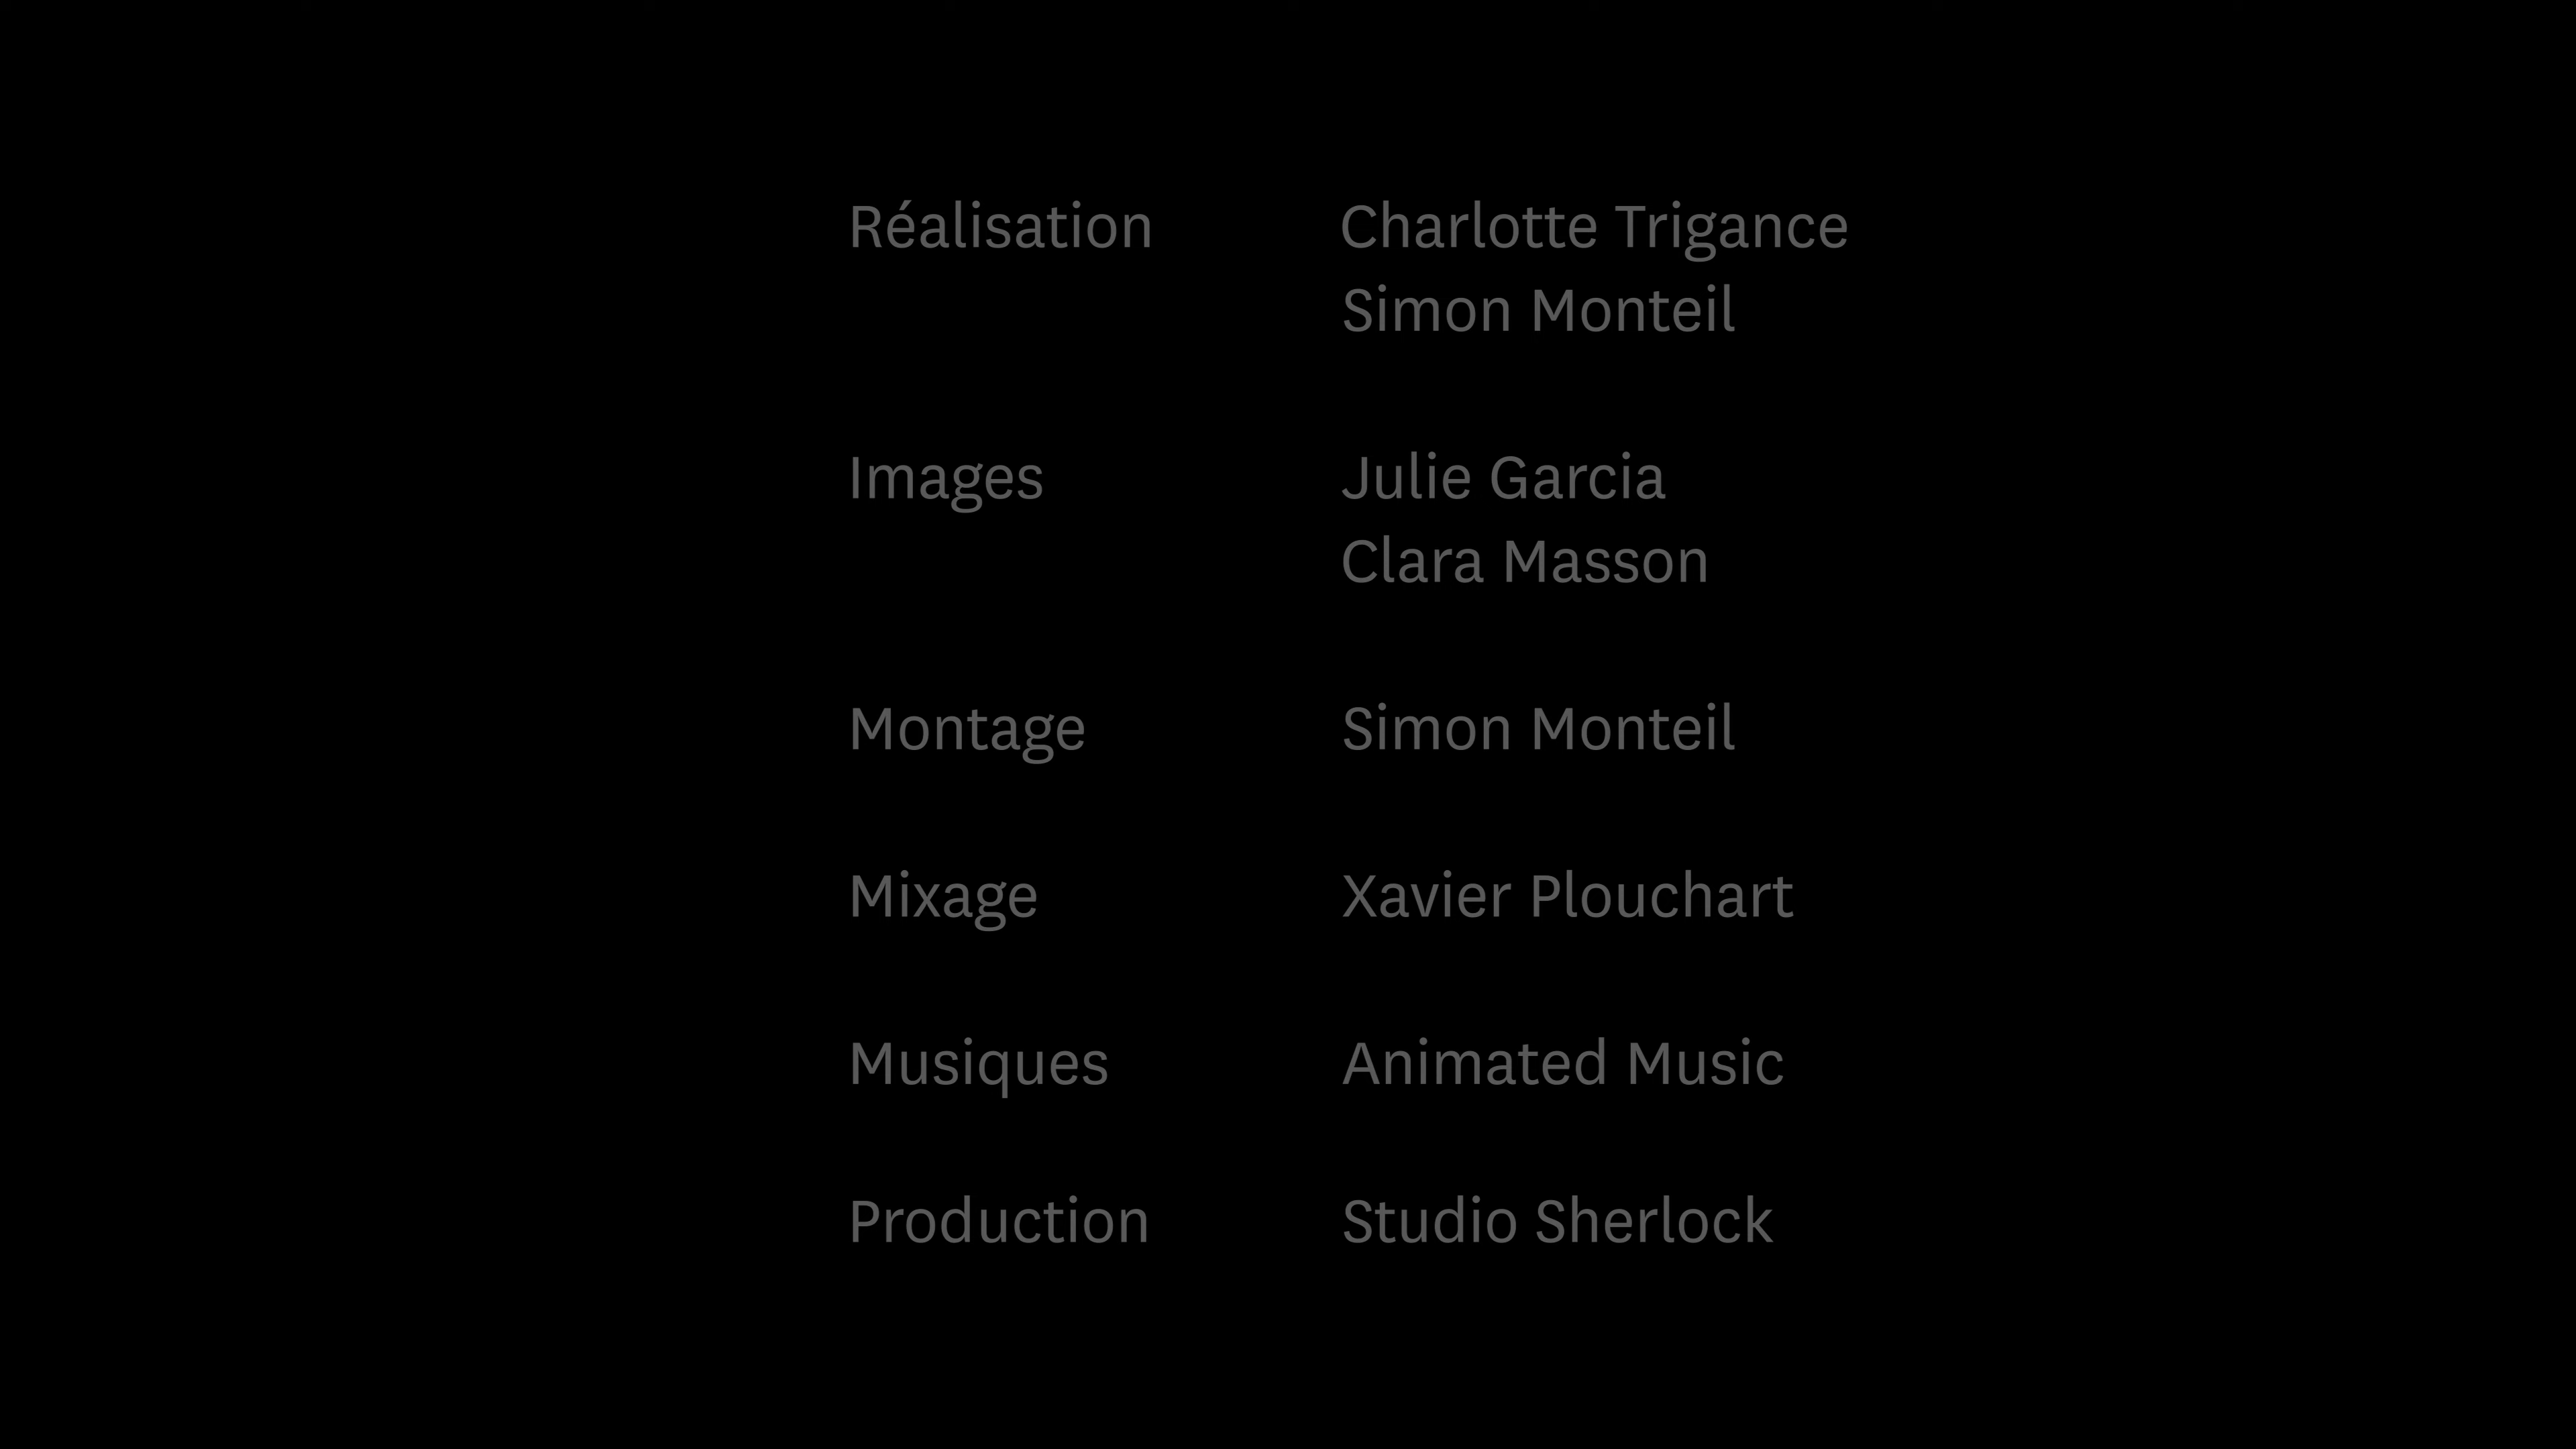 Réalisation Charlotte Trigance
Simon Monteil
Images Julie Garcia
Clara Masson
Montage Simon Monteil
Mixage Xavier Plouchart
Musiques Animated Music
Production Studio Sherlock